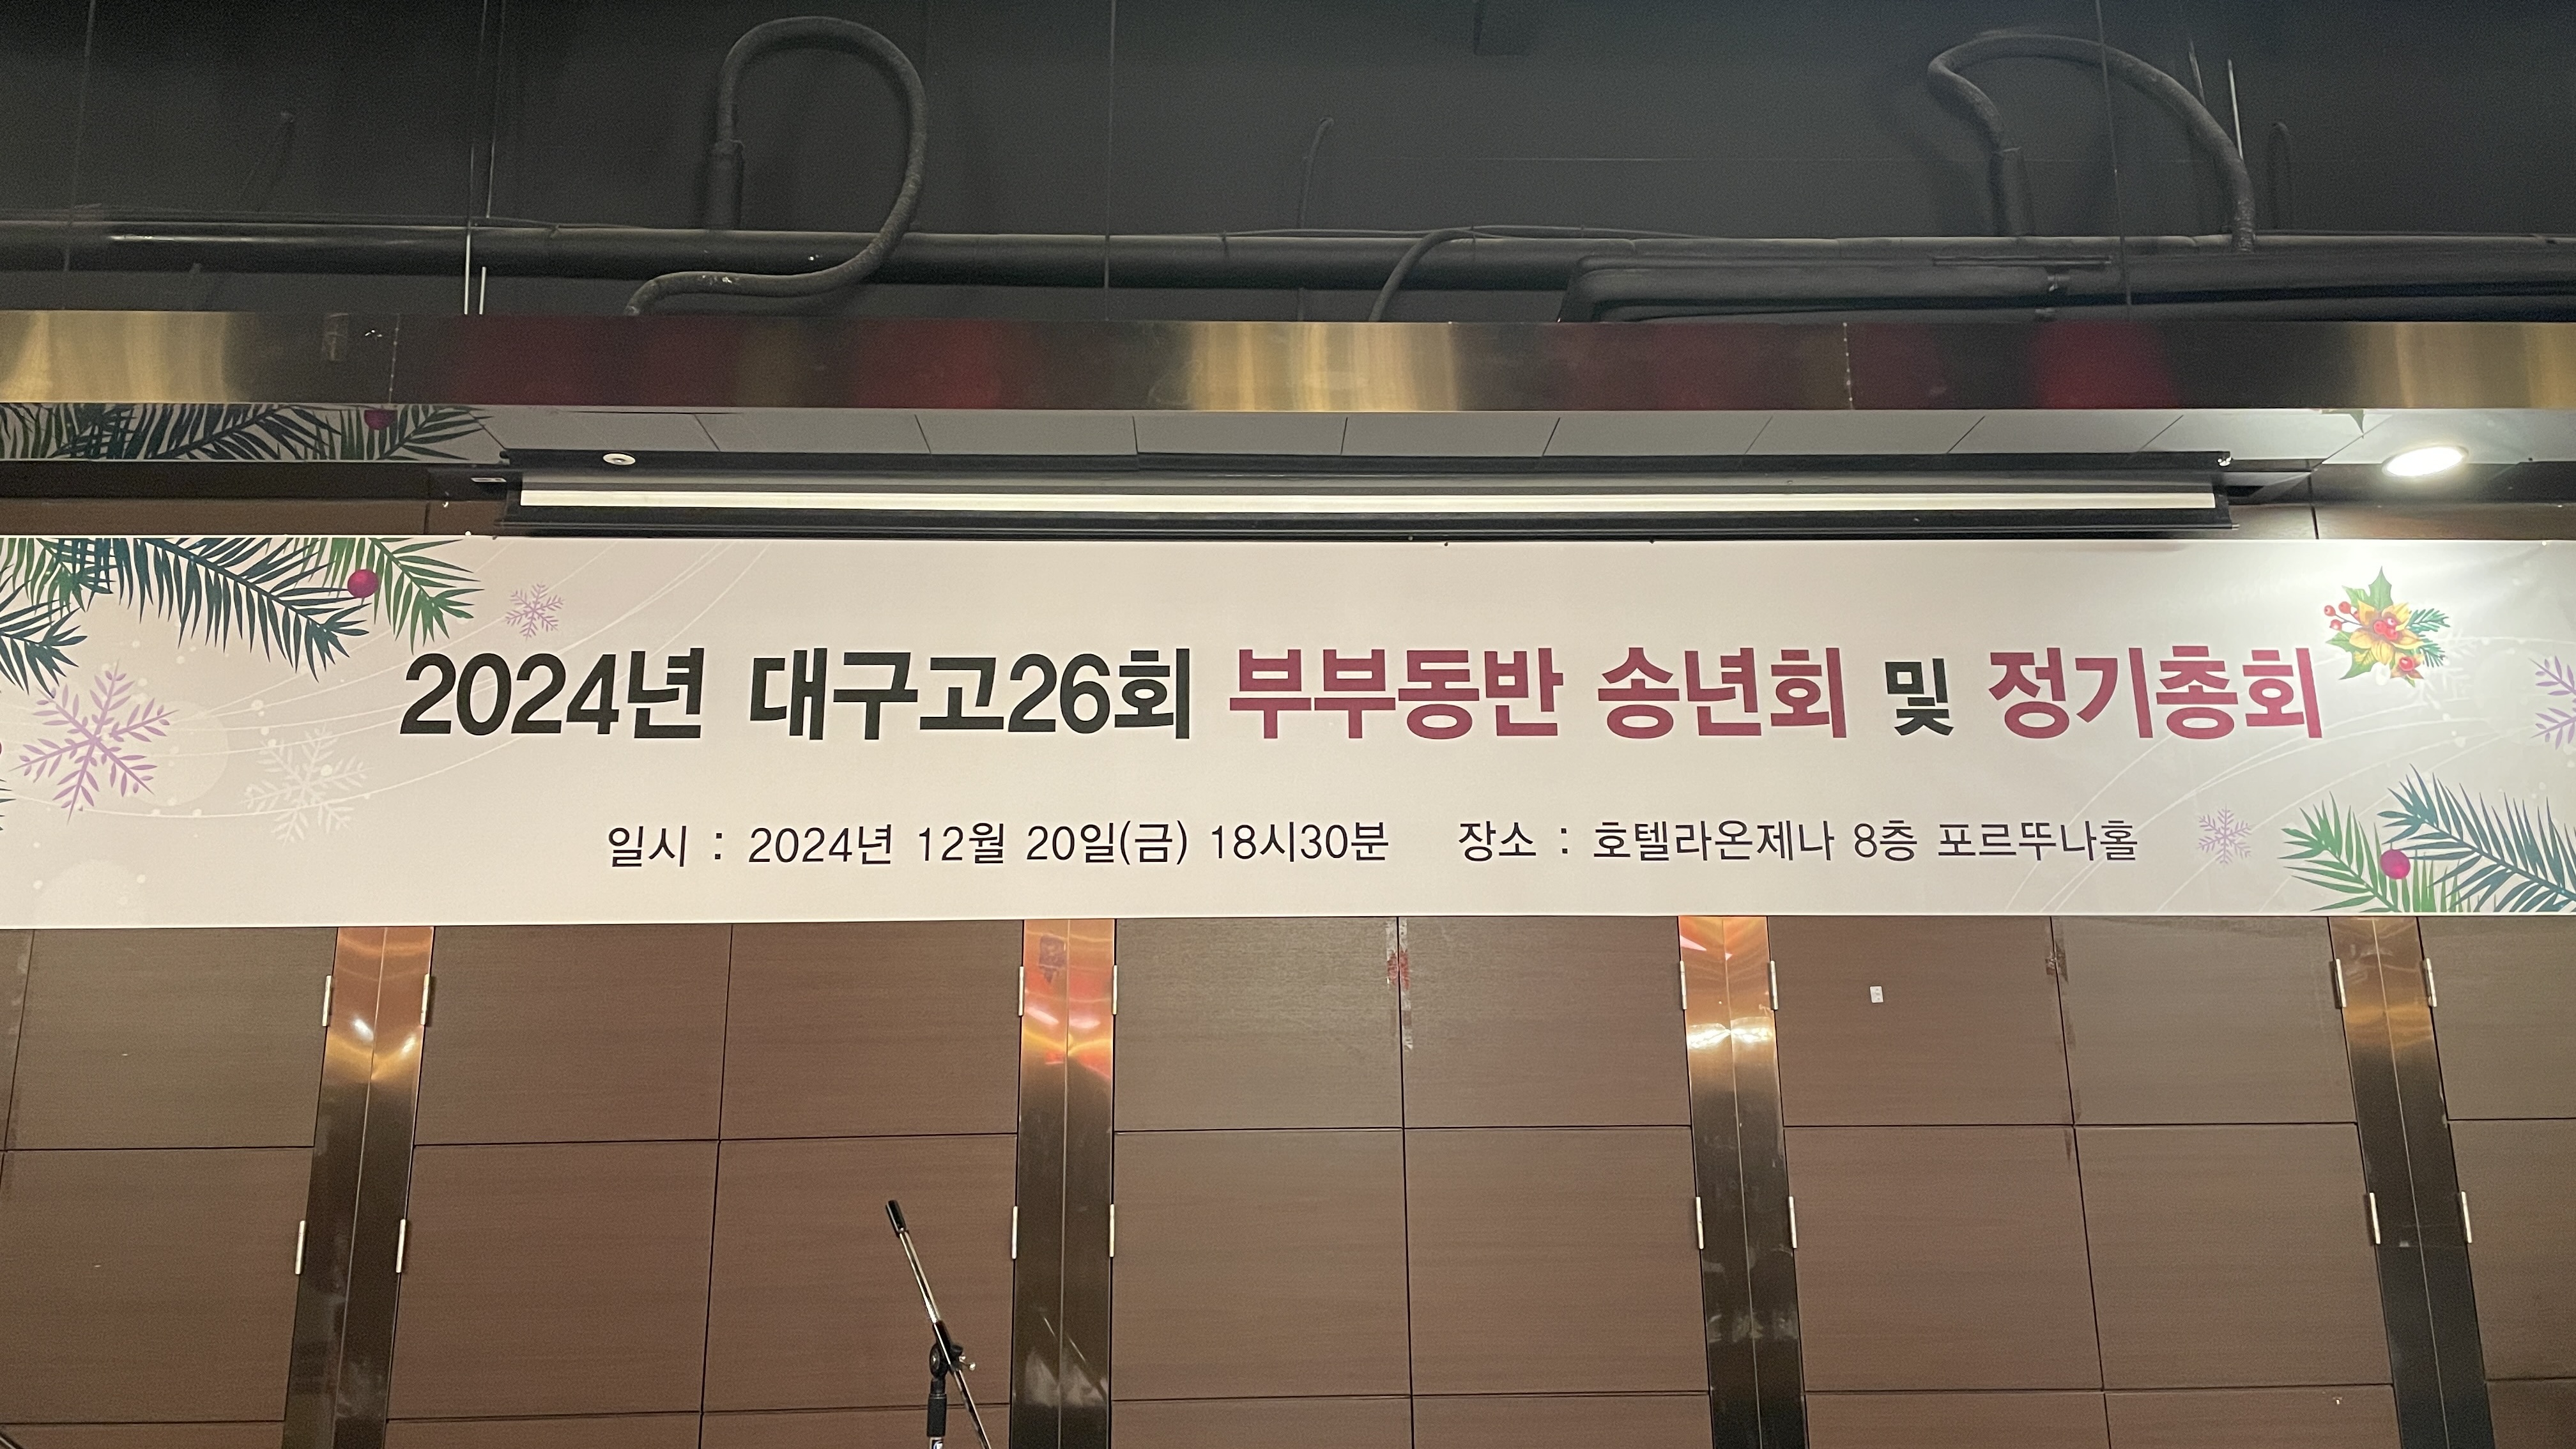 2024년 대구고26회 부부동반 송년회 및 정기총회
일시 : 2024년 12월 20일(금) 18시30분 장소 : 호텔라온제나 8층 포르뚜나홀